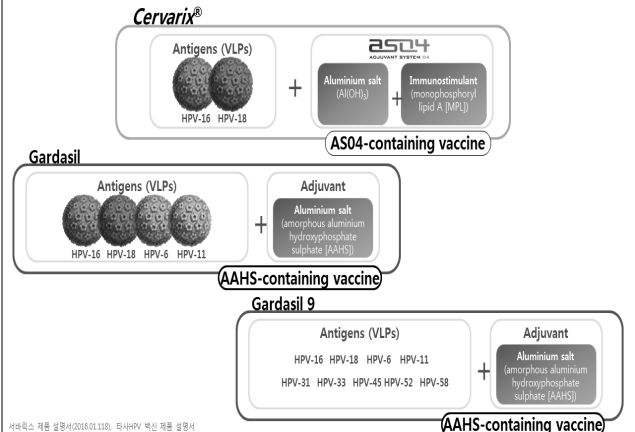 Cervarix®
Antigens (VLPs)
HPV-16 HPV-18
+
AS04
ADJUVANT SYSTEM 04
Aluminium salt
(Al(OH)3)
+
Immunostimulant
(monophosphoryl
lipid A [MPL])
AS04-containing vaccine
Gardasil
Antigens (VLPs)
HPV-16 HPV-18 HPV-6 HPV-11
+
Adjuvant
Aluminium salt
(amorphous aluminium
hydroxyphosphate
sulphate [AAHS])
AAHS-containing vaccine
Gardasil 9
Antigens (VLPs)
HPV-16 HPV-18 HPV-6 HPV-11
HPV-31 HPV-33 HPV-45 HPV-52 HPV-58
+
Adjuvant
Aluminium salt
(amorphous aluminium
hydroxyphosphate
sulphate [AAHS])
AAHS-containing vaccine
서바릭스 제품 설명서(2016.01.118), 타사HPV 백신 제품 설명서